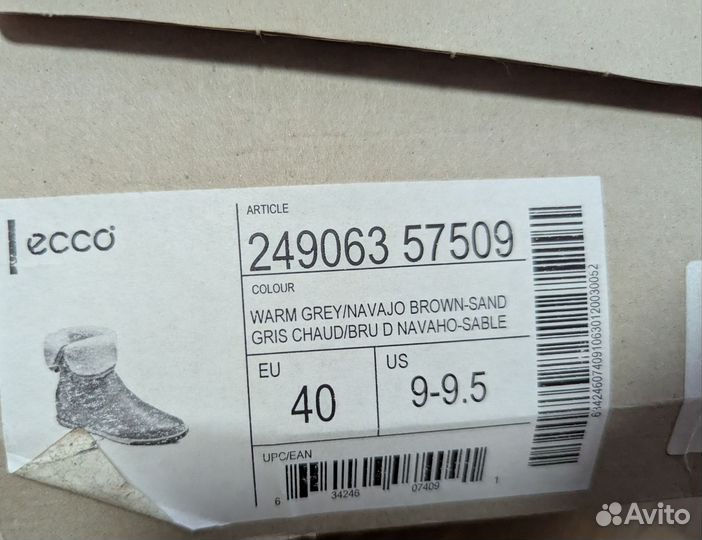 ecco
ARTICLE
249063 57509
COLOUR
WARM GREY/NAVAJO BROWN-SAND
GRIS CHAUD/BRU D NAVAHO-SABLE
EU
40
US
9-9.5
UPC/EAN
6 34246 07409 1
Avito